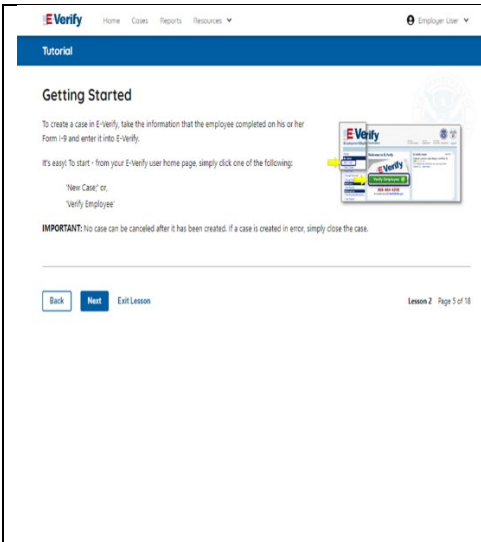 E-Verify Home Cases Reports Resources Employer User
Tutorial
Getting Started
To create a case in E-Verify, take the information that the employee completed on his or her
Form I-9 and enter it into E-Verify.
It's easy! To start - from your E-Verify user home page, simply click one of the following:
'New Case,' or,
'Verify Employee'
IMPORTANT: No case can be canceled after it has been created. If a case is created in error, simply close the case.
E-Verify
Welcome to E-Verify
E-Verify
Verify Employee
Back Next Exit Lesson Lesson 2 Page 5 of 18